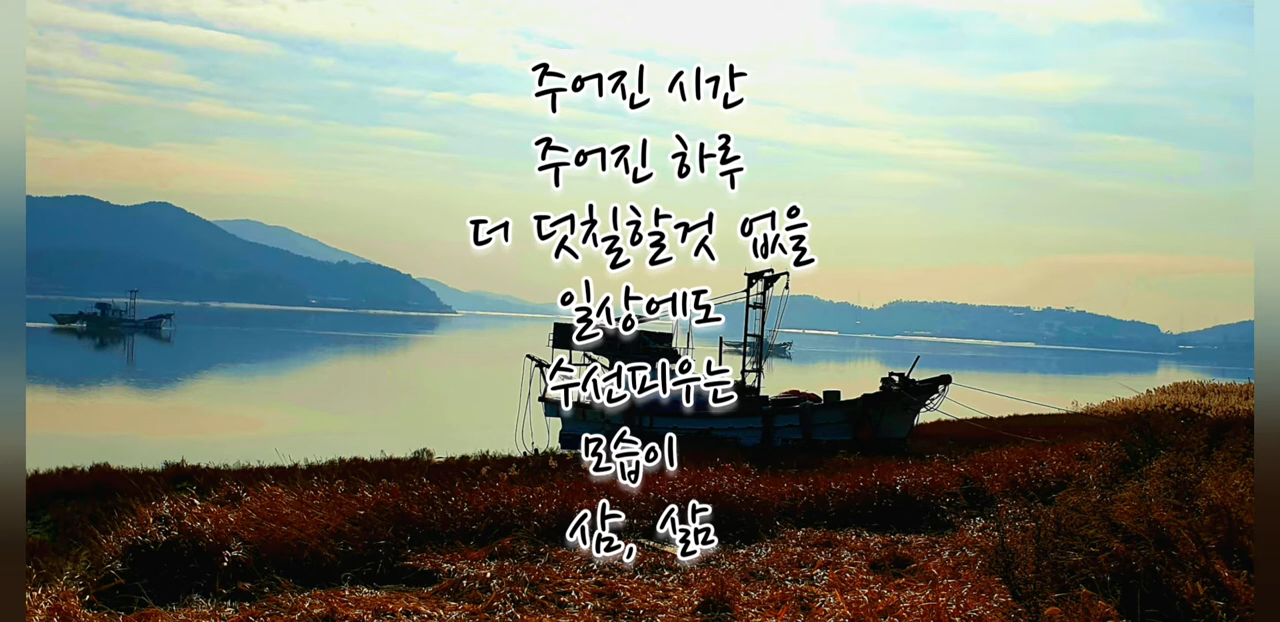 주어진 시간
주어진 하루
더 덧칠할것 없을
일상에도
수선피우는
모습이
삼, 삶